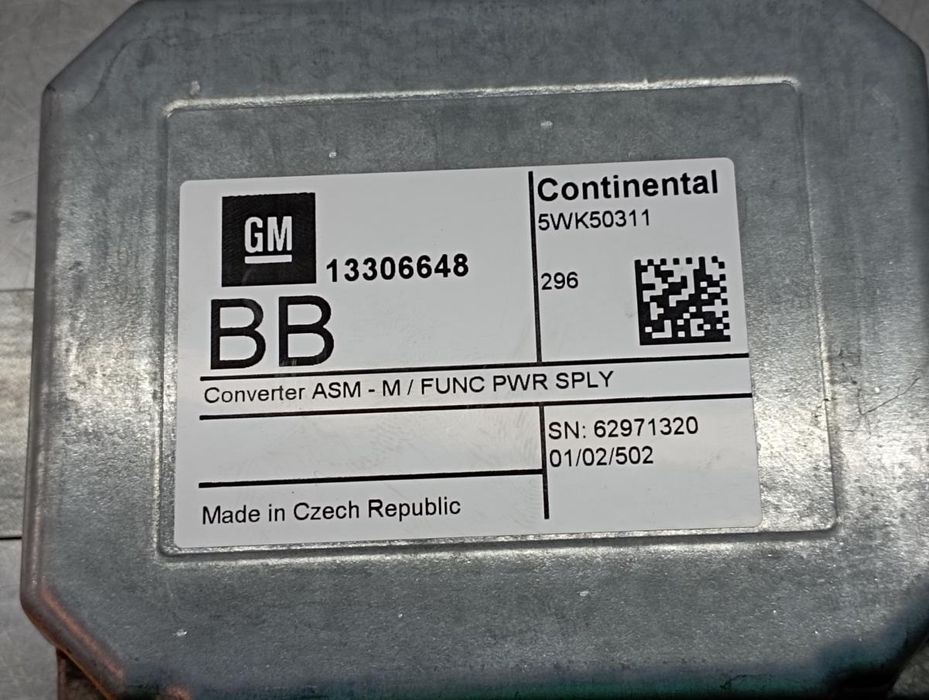 GM
13306648
BB
Continental
5WK50311
296
Converter ASM - M / FUNC PWR SPLY
SN: 62971320
01/02/502
Made in Czech Republic